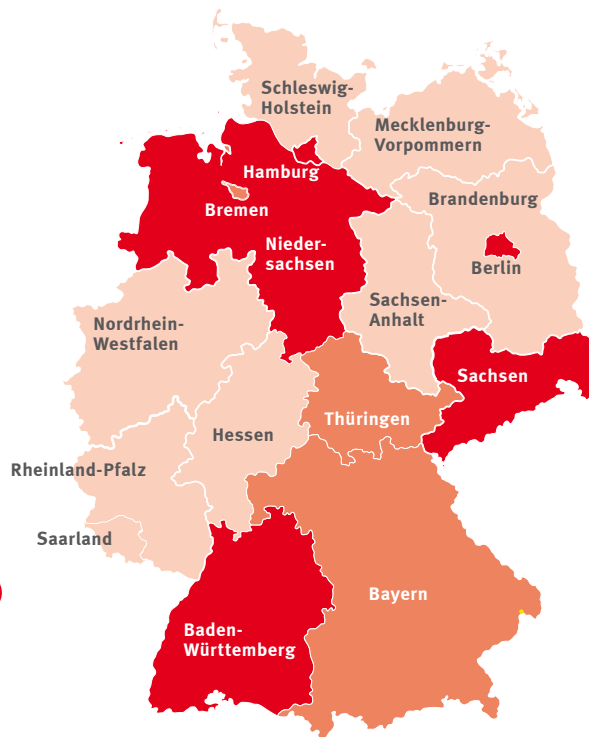 Schleswig-
Holstein
Mecklenburg-
Vorpommern
Hamburg
Bremen
Brandenburg
Nieder-
sachsen
Berlin
Sachsen-
Anhalt
Nordrhein-
Westfalen
Sachsen
Thüringen
Hessen
Rheinland-Pfalz
Saarland
Bayern
Baden-
Württemberg